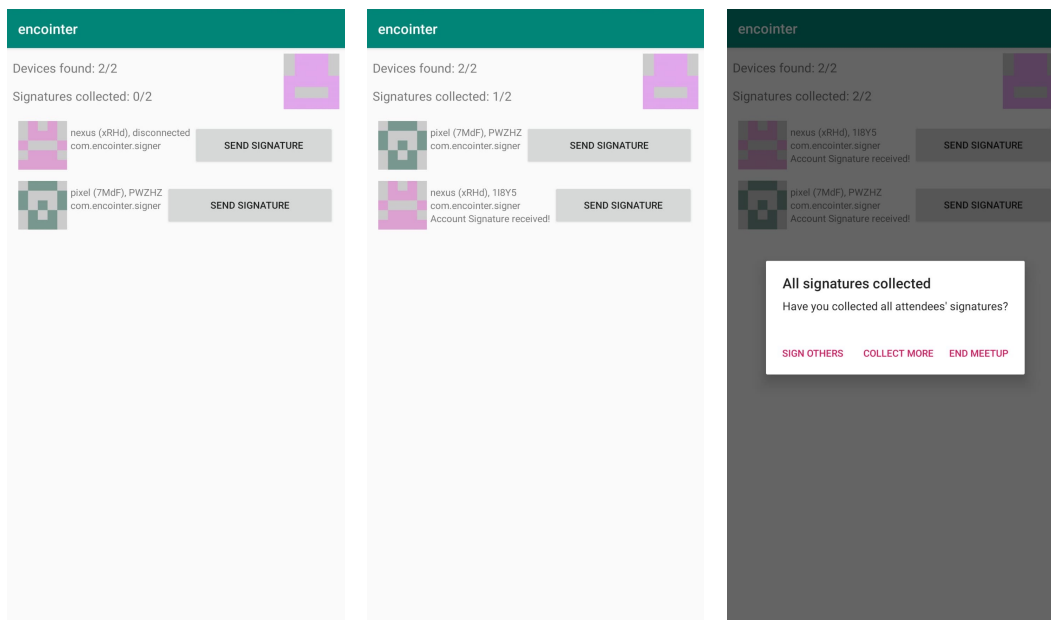 encointer
Devices found: 2/2
Signatures collected: 0/2
nexus (xRHd), disconnected
com.encointer.signer
SEND SIGNATURE
pixel (7MdF), PWZHZ
com.encointer.signer
SEND SIGNATURE
encointer
Devices found: 2/2
Signatures collected: 1/2
pixel (7MdF), PWZHZ
com.encointer.signer
SEND SIGNATURE
nexus (xRHd), 1I8Y5
com.encointer.signer
Account Signature received!
SEND SIGNATURE
encointer
Devices found: 2/2
Signatures collected: 2/2
nexus (xRHd), 1I8Y5
com.encointer.signer
Account Signature received!
SEND SIGNATURE
pixel (7MdF), PWZHZ
com.encointer.signer
Account Signature received!
SEND SIGNATURE
All signatures collected
Have you collected all attendees' signatures?
SIGN OTHERS COLLECT MORE END MEETUP